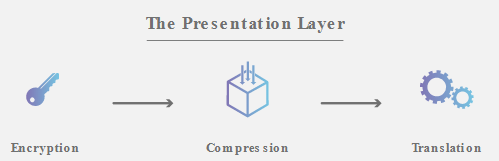 The Presentation Layer
Encryption
Compression
Translation